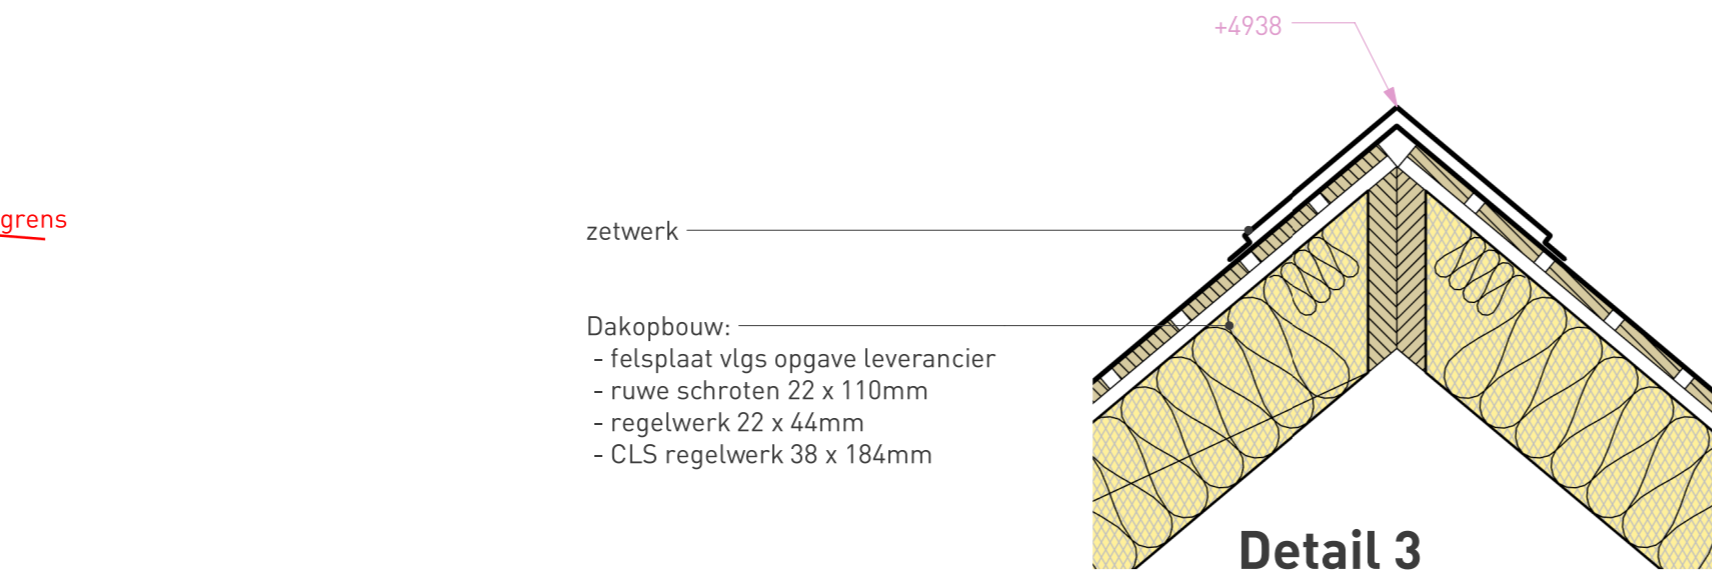 +4938
grens
zetwerk
Dakopbouw:
- felsplaat vlgs opgave leverancier
- ruwe schroten 22 x 110mm
- regelwerk 22 x 44mm
- CLS regelwerk 38 x 184mm
Detail 3